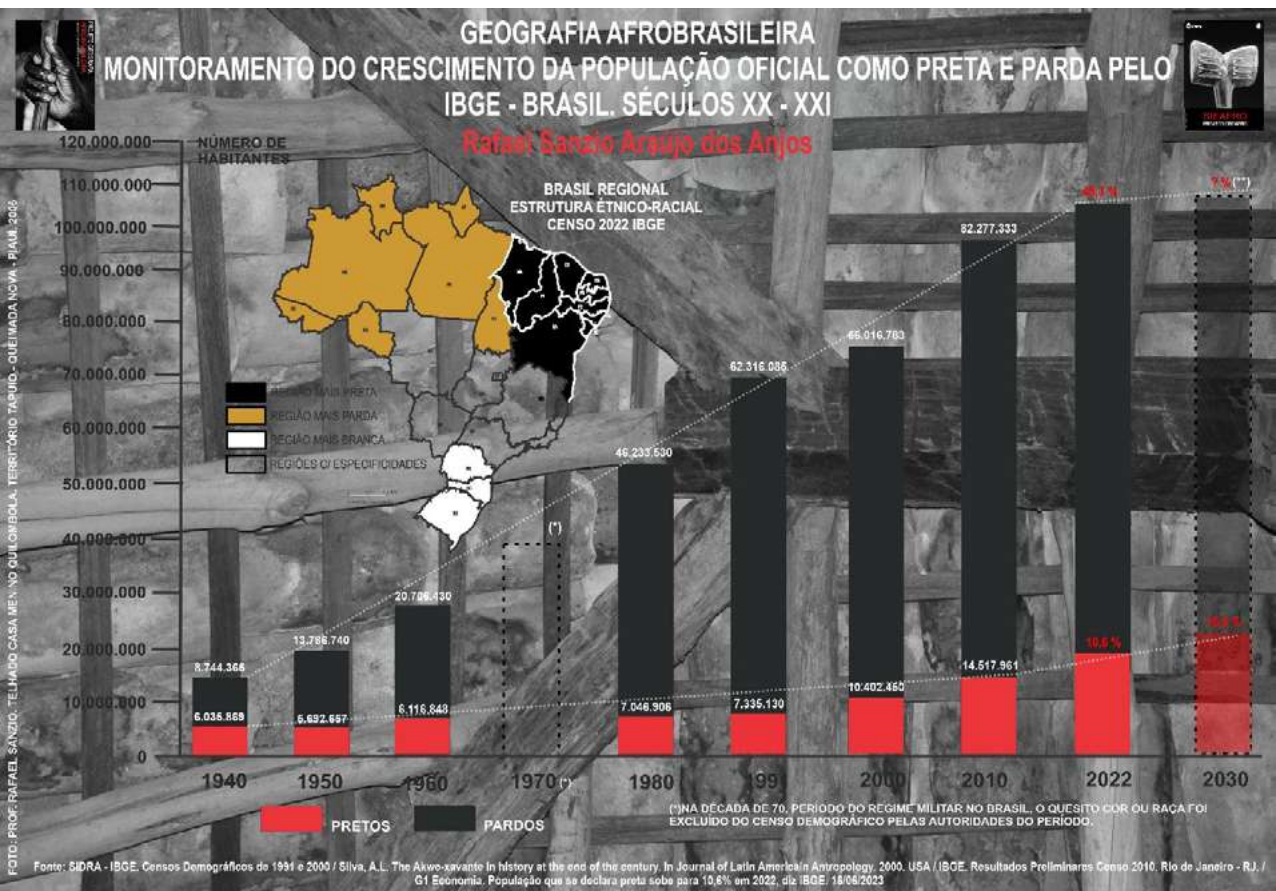 GEOGRAFIA AFROBRASILEIRA
MONITORAMENTO DO CRESCIMENTO DA POPULAÇÃO OFICIAL COMO PRETA E PARDA PELO
IBGE - BRASIL. SÉCULOS XX - XXI
Rafael Sanzio Araújo dos Anjos
NÚMERO DE
HABITANTES
120.000.000
110.000.000
100.000.000
90.000.000
80.000.000
70.000.000
60.000.000
50.000.000
40.000.000
30.000.000
20.000.000
10.000.000
0
BRASIL REGIONAL
ESTRUTURA ÉTNICO-RACIAL
CENSO 2022 IBGE
REGIÃO MAIS PRETA
REGIÃO MAIS PARDA
REGIÃO MAIS BRANCA
REGIÕES C/ ESPECIFICIDADES
8.744.365
6.035.869
13.786.740
5.692.657
20.706.430
6.116.848
(*)
46.233.530
7.046.906
62.316.085
7.335.130
65.016.783
10.402.450
82.277.333
14.517.961
10,6 %
? %(**)
1940
1950
1960
1970 (*)
1980
199
2000
2010
2022
2030
PRETOS
PARDOS
(*)NA DÉCADA DE 70, PERÍODO DO REGIME MILITAR NO BRASIL, O QUESITO COR OU RAÇA FOI
EXCLUÍDO DO CENSO DEMOGRÁFICO PELAS AUTORIDADES DO PERÍODO.
Fonte: SIDRA - IBGE. Censos Demográficos de 1991 e 2000 / Silva, A.L. The Akwe-xavante in history at the end of the century. In Journal of Latin American Antropology. 2000. USA / IBGE. Resultados Preliminares Censo 2010. Rio de Janeiro - RJ. /
G1 Economia. População que se declara preta sobe para 10,6% em 2022, diz IBGE. 16/06/2023
FOTO: PROF. RAFAEL SANZIO. TELHADO CASA MEN NO QUILOMBOLA. TERRITÓRIO TAPUIO - QUEIMADA NOVA - PIAUÍ. 2006